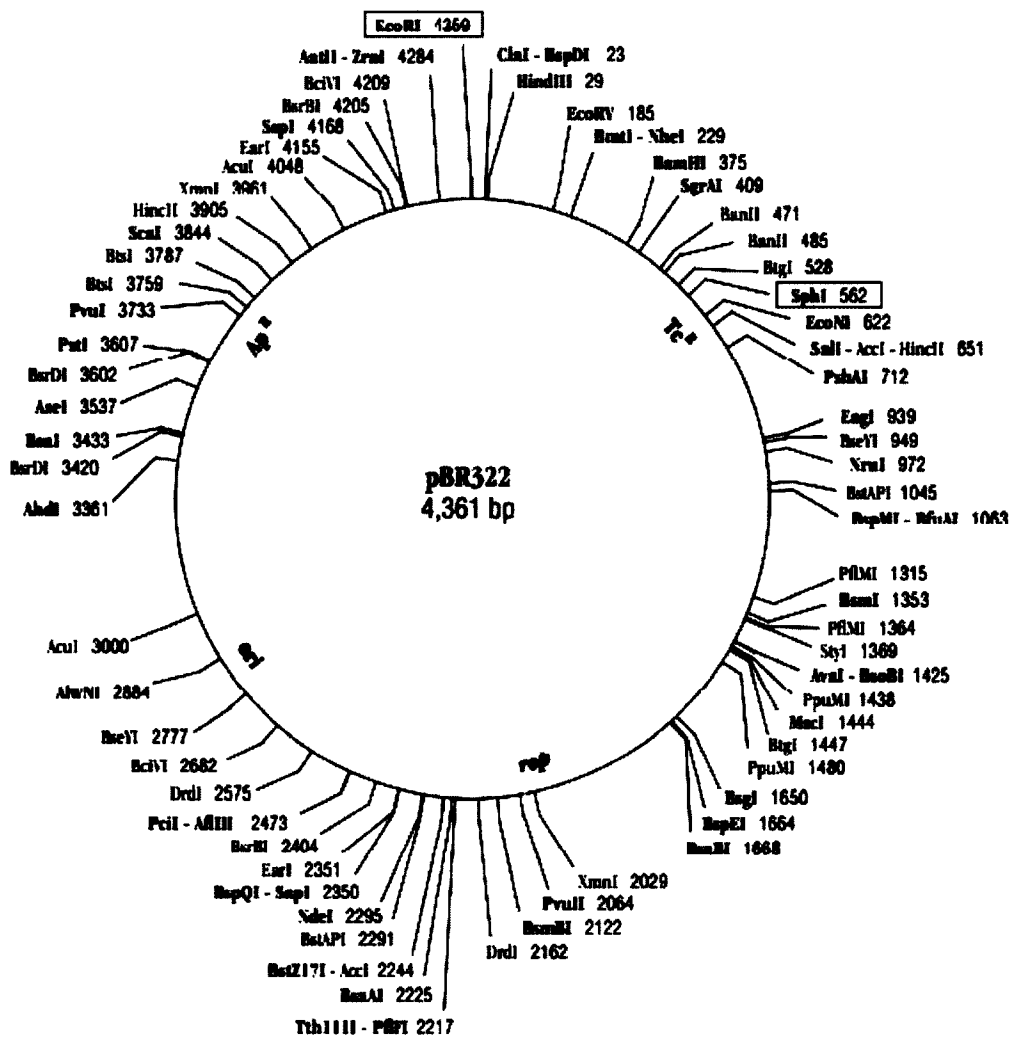 EcoRI 4359
AatII - ZraI 4284
BciVI 4209
BsrBI 4205
SapI 4168
EarI 4155
AcuI 4048
XmnI 3961
HincII 3905
ScaI 3844
BtsI 3787
BtsI 3759
PvuI 3733
PstI 3607
BsrDI 3602
AseI 3537
BsaI 3433
BsrDI 3420
AhdI 3361
AcuI 3000
AlwNI 2884
BseYI 2777
BciVI 2682
DrdI 2575
PciI - AflIII 2473
BsrBI 2404
EarI 2351
BspQI - SapI 2350
NdeI 2295
BstAPI 2291
BstZ17I - AccI 2244
BsaAI 2225
Tth111I - PflFI 2217
ClaI - BspDI 23
HindIII 29
EcoRV 185
BmtI - NheI 229
BamHI 375
SgrAI 409
BanII 471
BanII 485
BtgI 528
SphI 562
EcoNI 622
SalI - AccI - HincII 651
PshAI 712
EagI 939
BseYI 949
NruI 972
BstAPI 1045
BspMI - BfuAI 1063
PflMI 1315
BsmI 1353
PflMI 1364
StyI 1369
AvaI - BsoBI 1425
PpuMI 1438
MscI 1444
BtgI 1447
PpuMI 1480
BsgI 1650
BspEI 1664
BsaBI 1668
XmnI 2029
PvuII 2064
BsmBI 2122
DrdI 2162
Ap R
Tc R
ori
rop
pBR322
4,361 bp